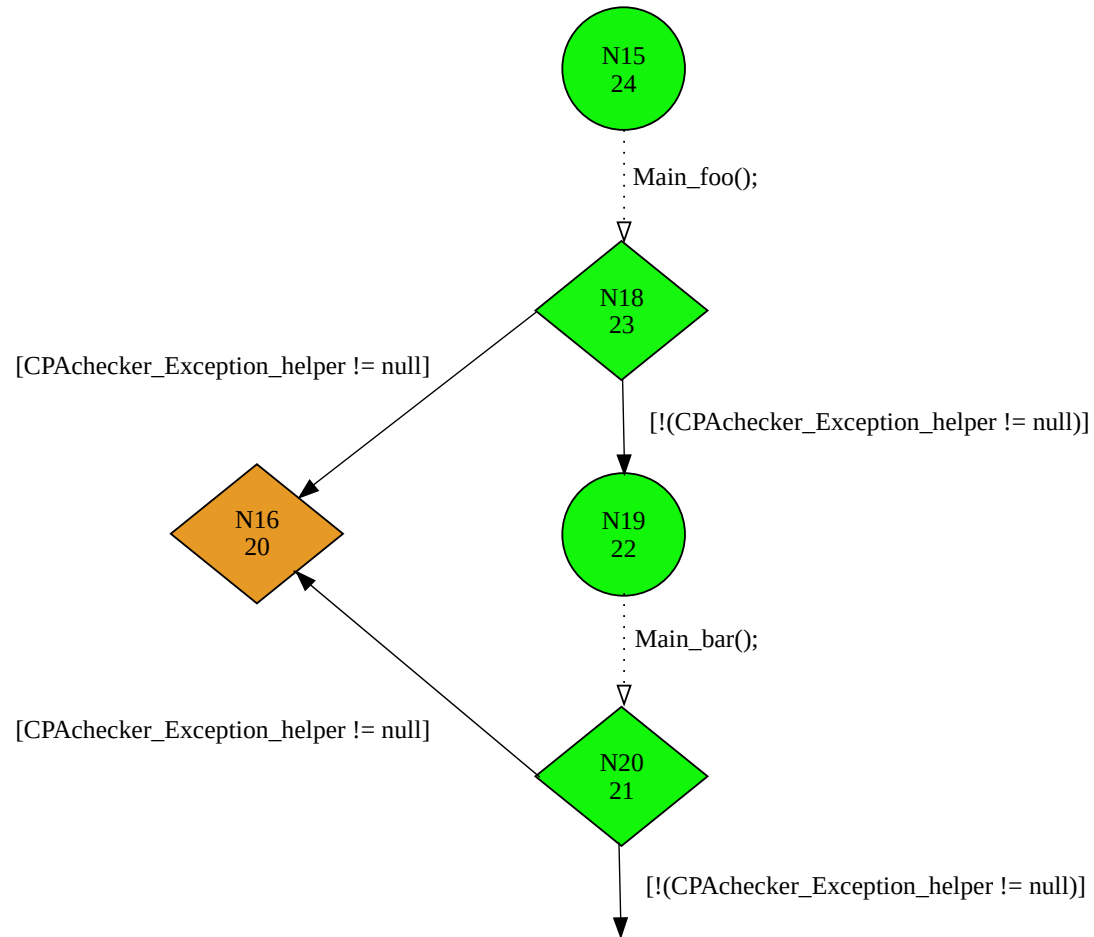 N15
24
Main_foo();
N18
23
[CPAchecker_Exception_helper != null]
[!(CPAchecker_Exception_helper != null)]
N16
20
N19
22
Main_bar();
[CPAchecker_Exception_helper != null]
N20
21
[!(CPAchecker_Exception_helper != null)]